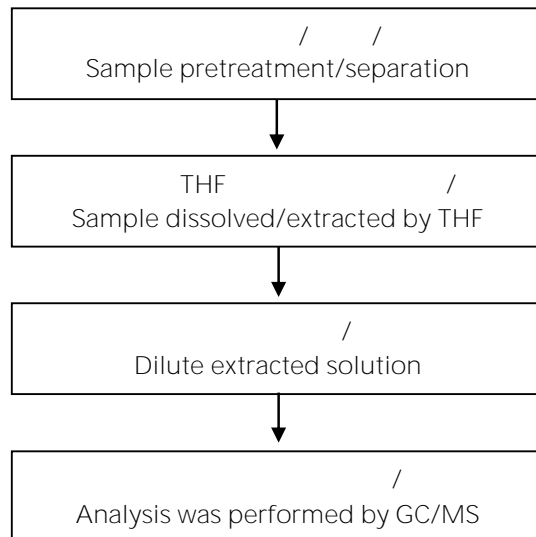 / /
Sample pretreatment/separation
THF /
Sample dissolved/extracted by THF
/
Dilute extracted solution
/
Analysis was performed by GC/MS